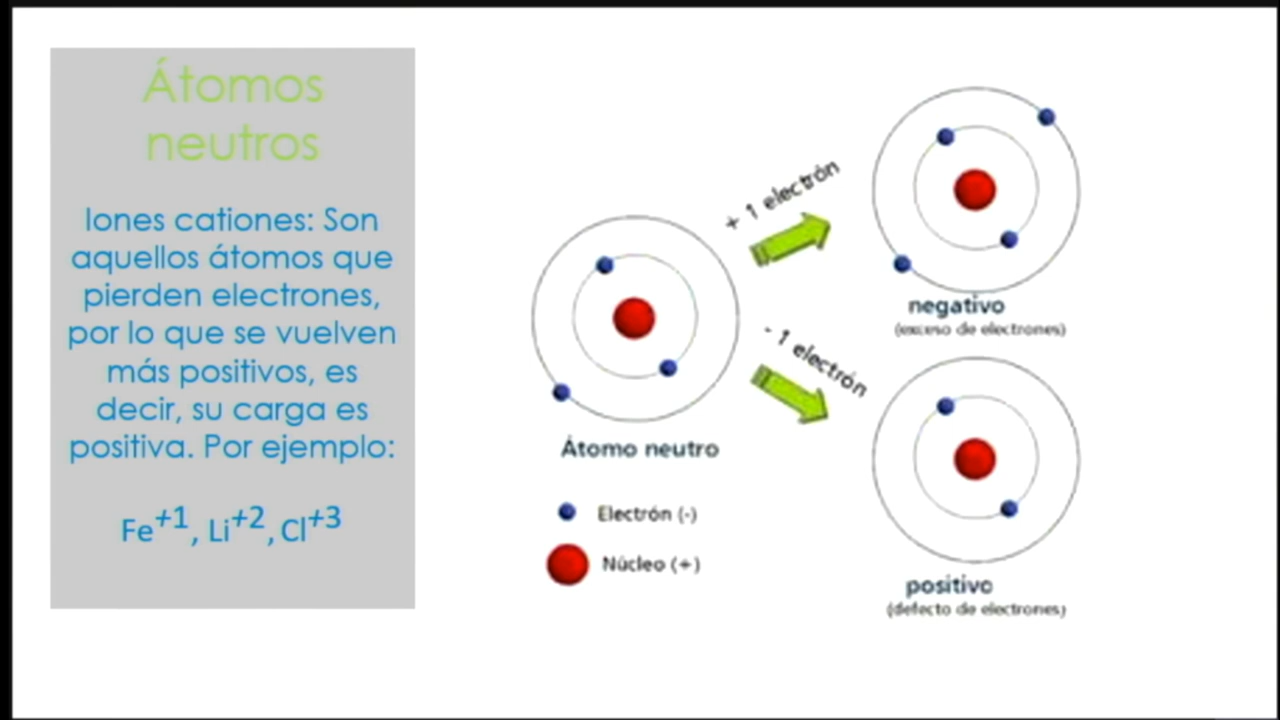 Átomos
neutros
Iones cationes: Son
aquellos átomos que
pierden electrones,
por lo que se vuelven
más positivos, es
decir, su carga es
positiva. Por ejemplo:
Fe⁺¹, Li⁺², Cl⁺³
+ 1 electrón
negativo
(exceso de electrones)
- 1 electrón
Átomo neutro
Electrón (-)
Núcleo (+)
positivo
(defecto de electrones)